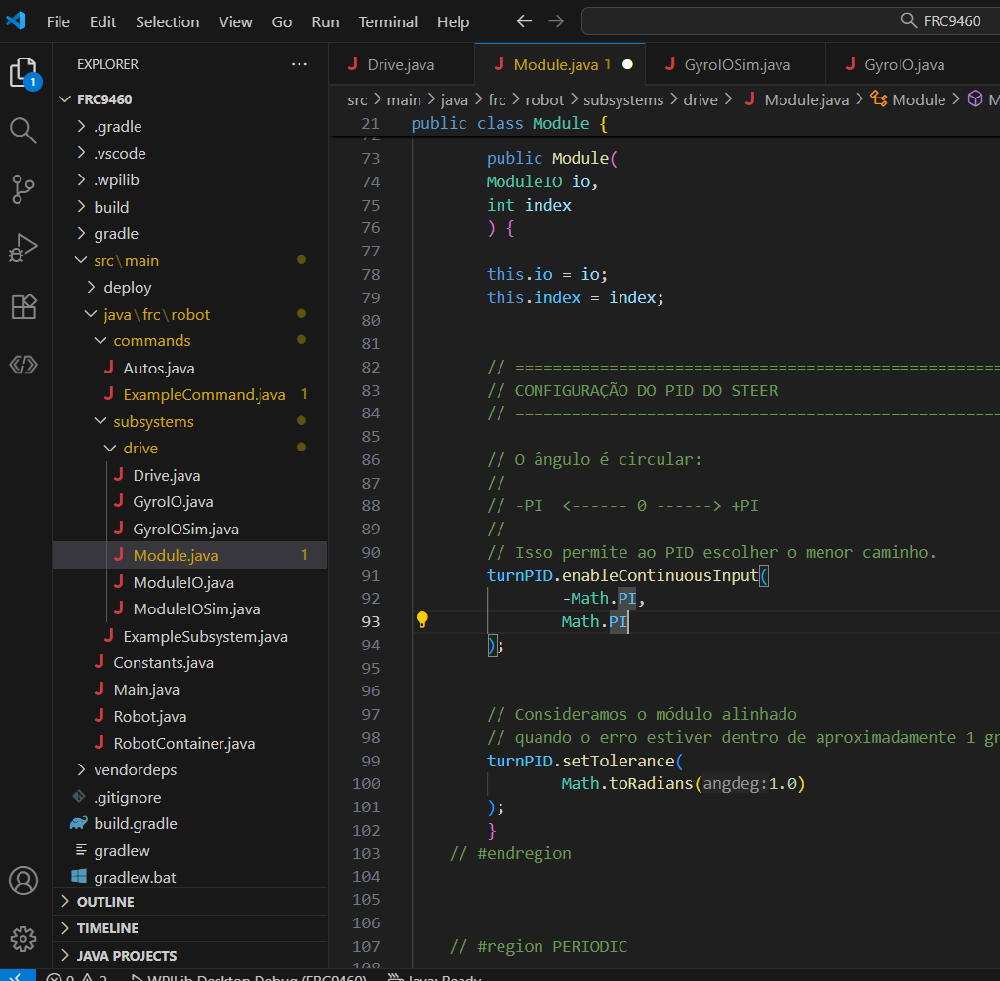 File Edit Selection View Go Run Terminal Help
FRC9460
EXPLORER
FRC9460
.gradle
.vscode
.wpilib
build
gradle
src\main
deploy
java\frc\robot
commands
Autos.java
ExampleCommand.java 1
subsystems
drive
Drive.java
GyroIO.java
GyroIOSim.java
Module.java 1
ModuleIO.java
ModuleIOSim.java
ExampleSubsystem.java
Constants.java
Main.java
Robot.java
RobotContainer.java
vendordeps
.gitignore
build.gradle
gradlew
gradlew.bat
OUTLINE
TIMELINE
JAVA PROJECTS
1
Drive.java Module.java 1 GyroIOSim.java GyroIO.java
src > main > java > frc > robot > subsystems > drive > Module.java > Module > M
21 public class Module {
72
73 public Module(
74 ModuleIO io,
75 int index
76 ) {
77
78 this.io = io;
79 this.index = index;
80
81
82 // ====================================================
83 // CONFIGURAÇÃO DO PID DO STEER
84 // ====================================================
85
86 // O ângulo é circular:
87 //
88 // -PI <------ 0 ------> +PI
89 //
90 // Isso permite ao PID escolher o menor caminho.
91 turnPID.enableContinuousInput(
92 -Math.PI,
93 Math.PI
94 );
95
96
97 // Consideramos o módulo alinhado
98 // quando o erro estiver dentro de aproximadamente 1 gr
99 turnPID.setTolerance(
100 Math.toRadians(angdeg:1.0)
101 );
102 }
103 // #endregion
104
105
106
107 // #region PERIODIC
108
0 2 WPILib Desktop Debug (FRC9460) Java: Ready